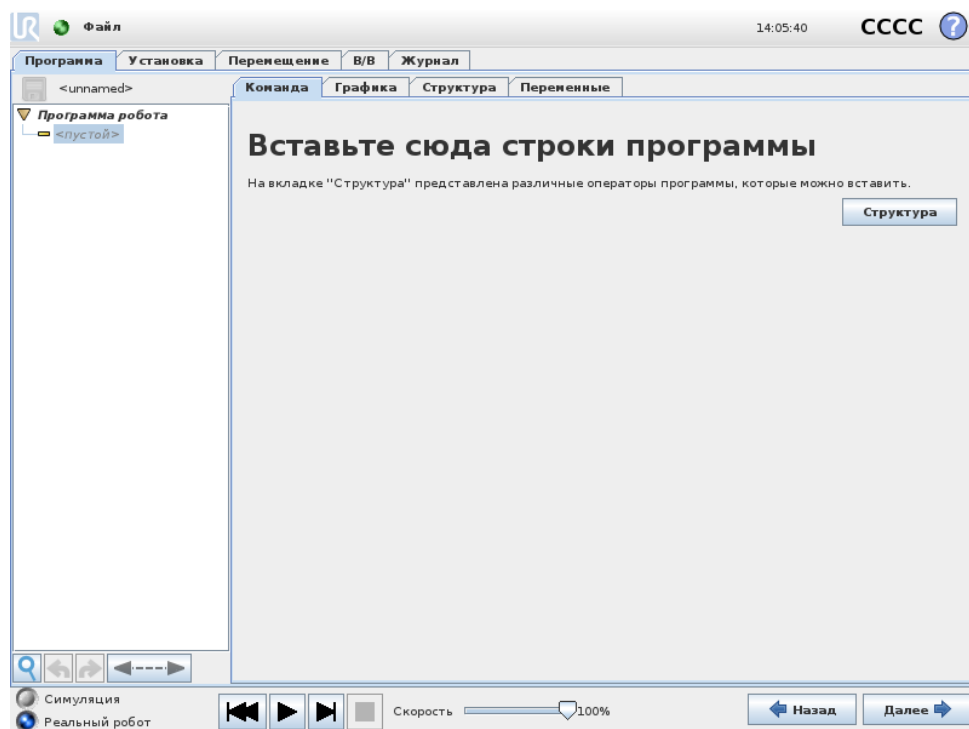 UR Файл 14:05:40 CCCC ?
Программа Установка Перемещение В/В Журнал
<unnamed> Команда Графика Структура Переменные
Программа робота
<пустой>
Вставьте сюда строки программы
На вкладке "Структура" представлена различные операторы программы, которые можно вставить.
Структура
Симуляция
Реальный робот
Скорость 100%
Назад Далее